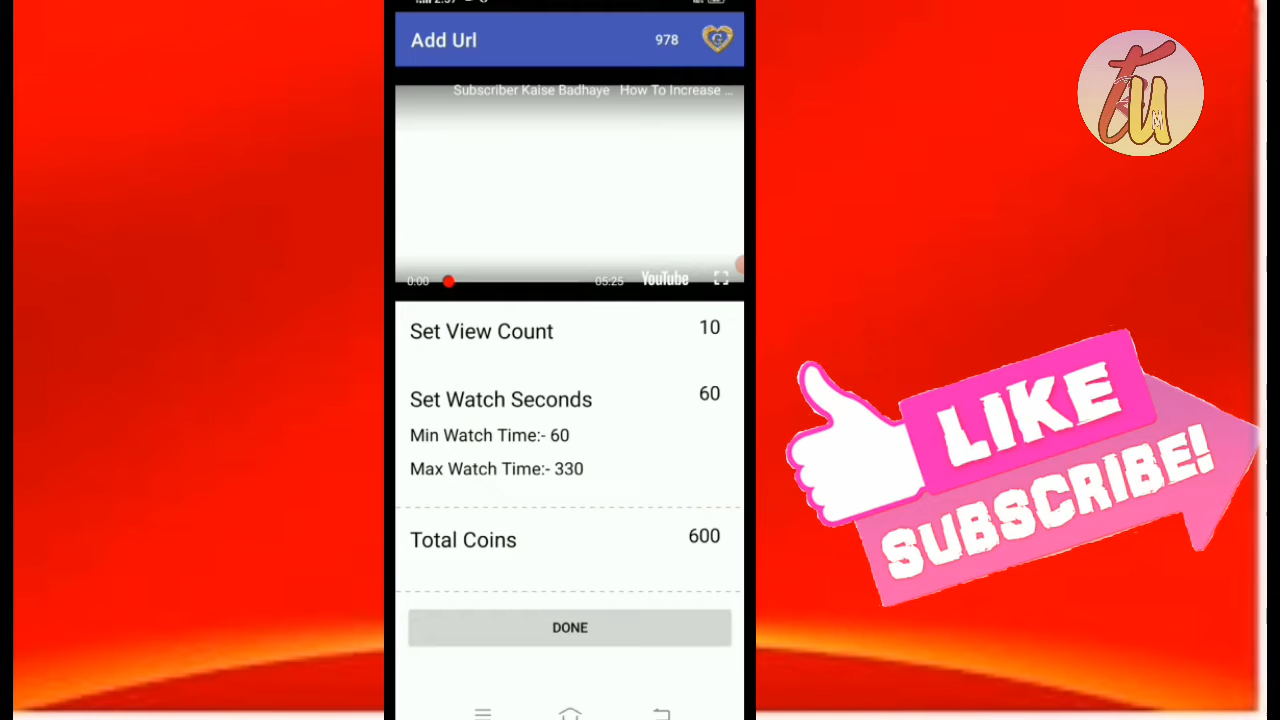 Add Url 978
G
Subscriber Kaise Badhaye How To Increase ...
0:00 05:25 YouTube
Set View Count 10
Set Watch Seconds 60
Min Watch Time:- 60
Max Watch Time:- 330
Total Coins 600
DONE
tu
LIKE
SUBSCRIBE!